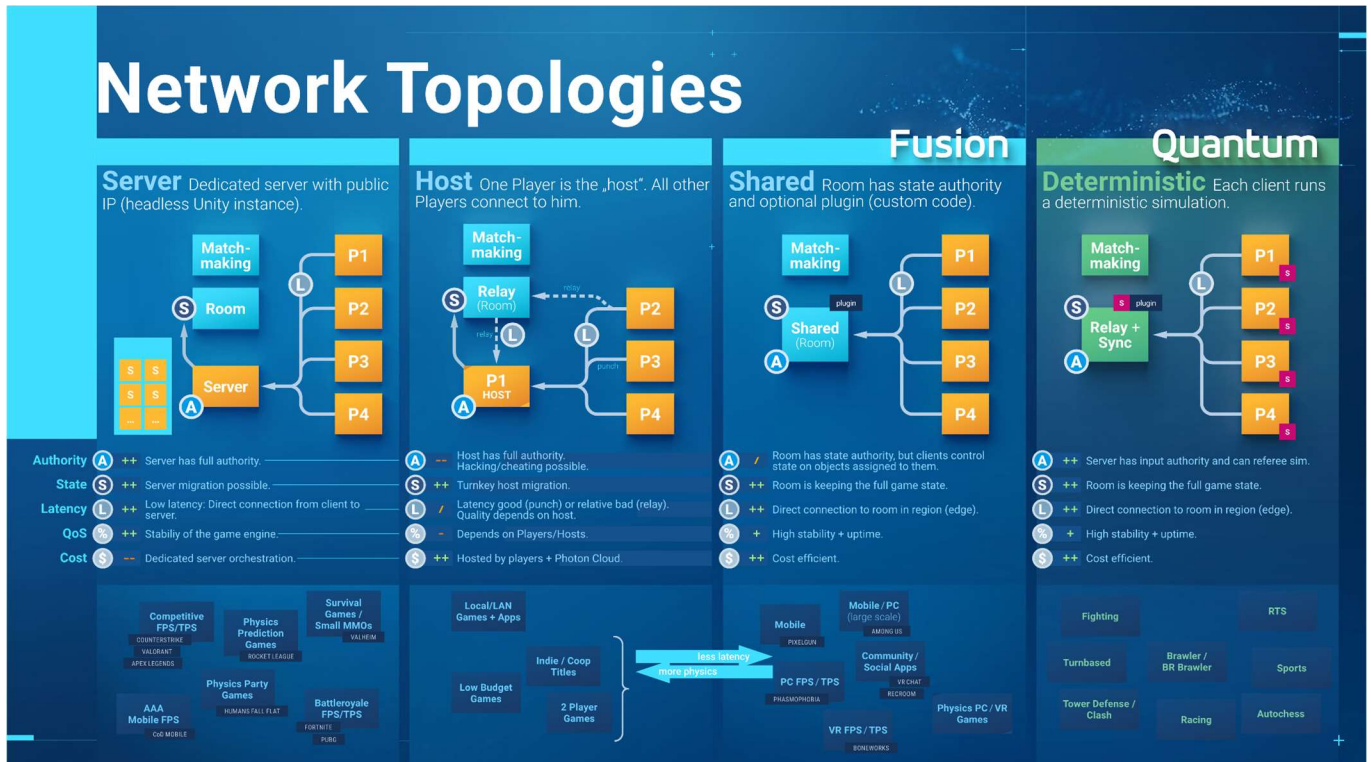 Network Topologies
Fusion
Quantum
Server Dedicated server with public
IP (headless Unity instance).
Match-
making
Room
Server
S
A
L
S S
S S
... ...
P1
P2
P3
P4
Host One Player is the „host“. All other
Players connect to him.
Match-
making
Relay
(Room)
S
relay
relay
L
L
punch
P1
HOST
A
P2
P3
P4
Shared Room has state authority
and optional plugin (custom code).
Match-
making
plugin
S
Shared
(Room)
A
L
P1
P2
P3
P4
Deterministic Each client runs
a deterministic simulation.
Match-
making
S plugin
S
Relay +
Sync
A
L
P1
S
P2
S
P3
S
P4
S
Authority
State
Latency
QoS
Cost
A ++ Server has full authority.
S ++ Server migration possible.
L ++ Low latency: Direct connection from client to
server.
% ++ Stabiliy of the game engine.
$ -- Dedicated server orchestration.
A -- Host has full authority.
Hacking/cheating possible.
S ++ Turnkey host migration.
L / Latency good (punch) or relative bad (relay).
Quality depends on host.
% - Depends on Players/Hosts.
$ ++ Hosted by players + Photon Cloud.
A / Room has state authority, but clients control
state on objects assigned to them.
S ++ Room is keeping the full game state.
L ++ Direct connection to room in region (edge).
% + High stability + uptime.
$ ++ Cost efficient.
A ++ Server has input authority and can referee sim.
S ++ Room is keeping the full game state.
L ++ Direct connection to room in region (edge).
% + High stability + uptime.
$ ++ Cost efficient.
Competitive
FPS/TPS
COUNTERSTRIKE
VALORANT
APEX LEGENDS
Physics
Prediction
Games
ROCKET LEAGUE
Survival
Games /
Small MMOs
VALHEIM
Physics Party
Games
HUMANS FALL FLAT
AAA
Mobile FPS
CoD MOBILE
Battleroyale
FPS/TPS
FORTNITE
PUBG
Local/LAN
Games + Apps
Indie / Coop
Titles
Low Budget
Games
2 Player
Games
less latency
more physics
Mobile
PIXELGUN
Mobile / PC
(large scale)
AMONG US
Community /
Social Apps
VR CHAT
RECROOM
PC FPS / TPS
PHASMOPHOBIA
Physics PC / VR
Games
VR FPS / TPS
BONEWORKS
Fighting
RTS
Turnbased
Brawler /
BR Brawler
Sports
Tower Defense /
Clash
Racing
Autochess